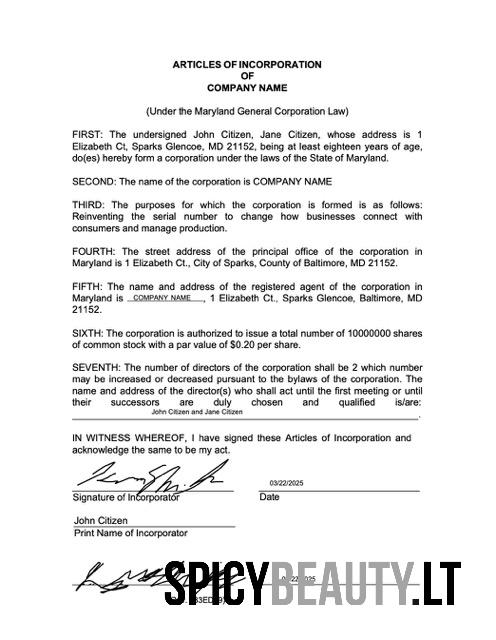 ARTICLES OF INCORPORATION
OF
COMPANY NAME
(Under the Maryland General Corporation Law)
FIRST: The undersigned John Citizen, Jane Citizen, whose address is 1
Elizabeth Ct, Sparks Glencoe, MD 21152, being at least eighteen years of age,
do(es) hereby form a corporation under the laws of the State of Maryland.
SECOND: The name of the corporation is COMPANY NAME
THIRD: The purposes for which the corporation is formed is as follows:
Reinventing the serial number to change how businesses connect with
consumers and manage production.
FOURTH: The street address of the principal office of the corporation in
Maryland is 1 Elizabeth Ct., City of Sparks, County of Baltimore, MD 21152.
FIFTH: The name and address of the registered agent of the corporation in
Maryland is COMPANY NAME, 1 Elizabeth Ct., Sparks Glencoe, Baltimore, MD
21152.
SIXTH: The corporation is authorized to issue a total number of 10000000 shares
of common stock with a par value of $0.20 per share.
SEVENTH: The number of directors of the corporation shall be 2 which number
may be increased or decreased pursuant to the bylaws of the corporation. The
name and address of the director(s) who shall act until the first meeting or until
their successors are duly chosen and qualified is/are:
John Citizen and Jane Citizen.
IN WITNESS WHEREOF, I have signed these Articles of Incorporation and
acknowledge the same to be my act.
03/22/2025
Signature of Incorporator Date
John Citizen
Print Name of Incorporator
SPICYBEAUTY.LT